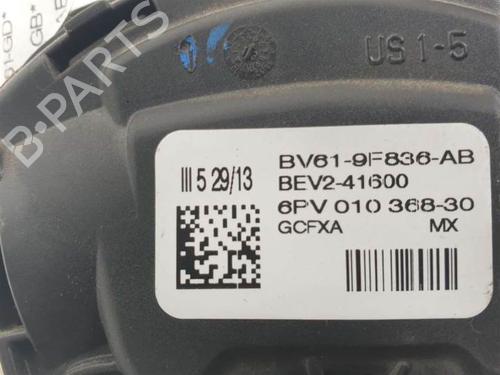 US 1-5
BV61-9F836-AB
III 5 29/13
BEV2-41600
6PV 010 368-30
GCFXA MX
B-PARTS